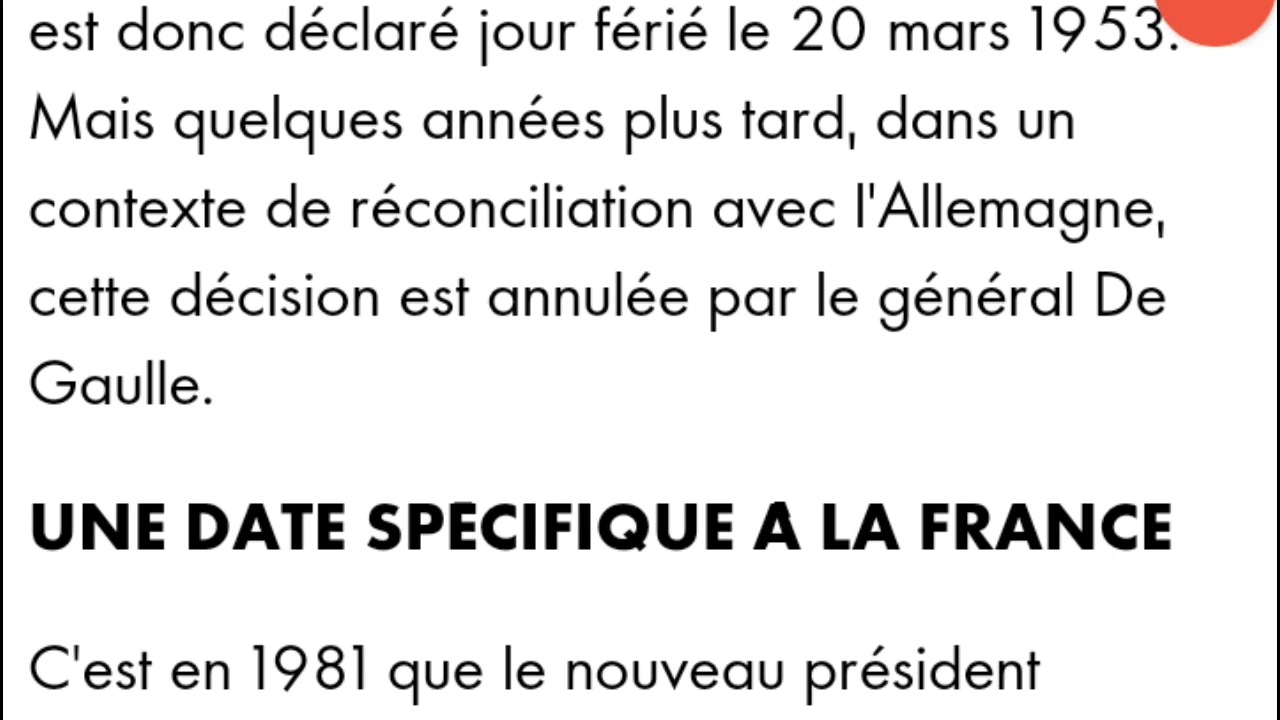 est donc déclaré jour férié le 20 mars 1953.
Mais quelques années plus tard, dans un
contexte de réconciliation avec l'Allemagne,
cette décision est annulée par le général De
Gaulle.
UNE DATE SPÉCIFIQUE À LA FRANCE
C'est en 1981 que le nouveau président